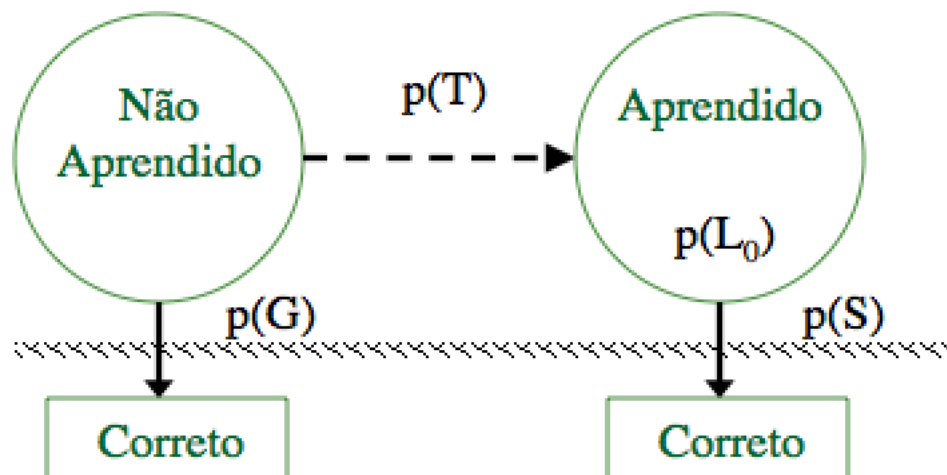 Não
Aprendido
p(T)
Aprendido
p(L₀)
p(G)
p(S)
Correto
Correto